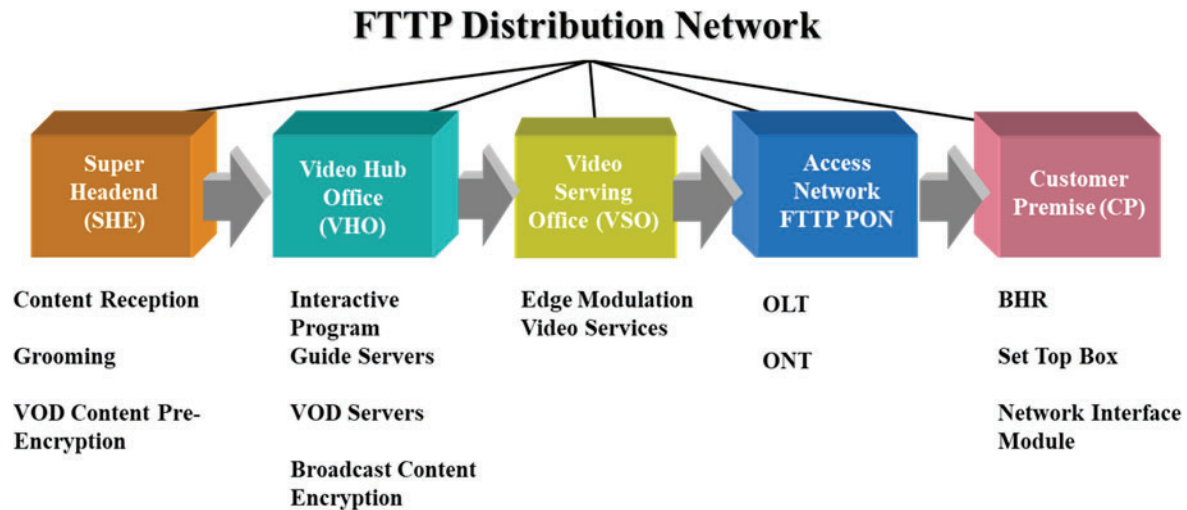 FTTP Distribution Network
Super
Headend
(SHE)
Video Hub
Office
(VHO)
Video
Serving
Office (VSO)
Access
Network
FTTP PON
Customer
Premise (CP)
Content Reception
Grooming
VOD Content Pre-
Encryption
Interactive
Program
Guide Servers
VOD Servers
Broadcast Content
Encryption
Edge Modulation
Video Services
OLT
ONT
BHR
Set Top Box
Network Interface
Module